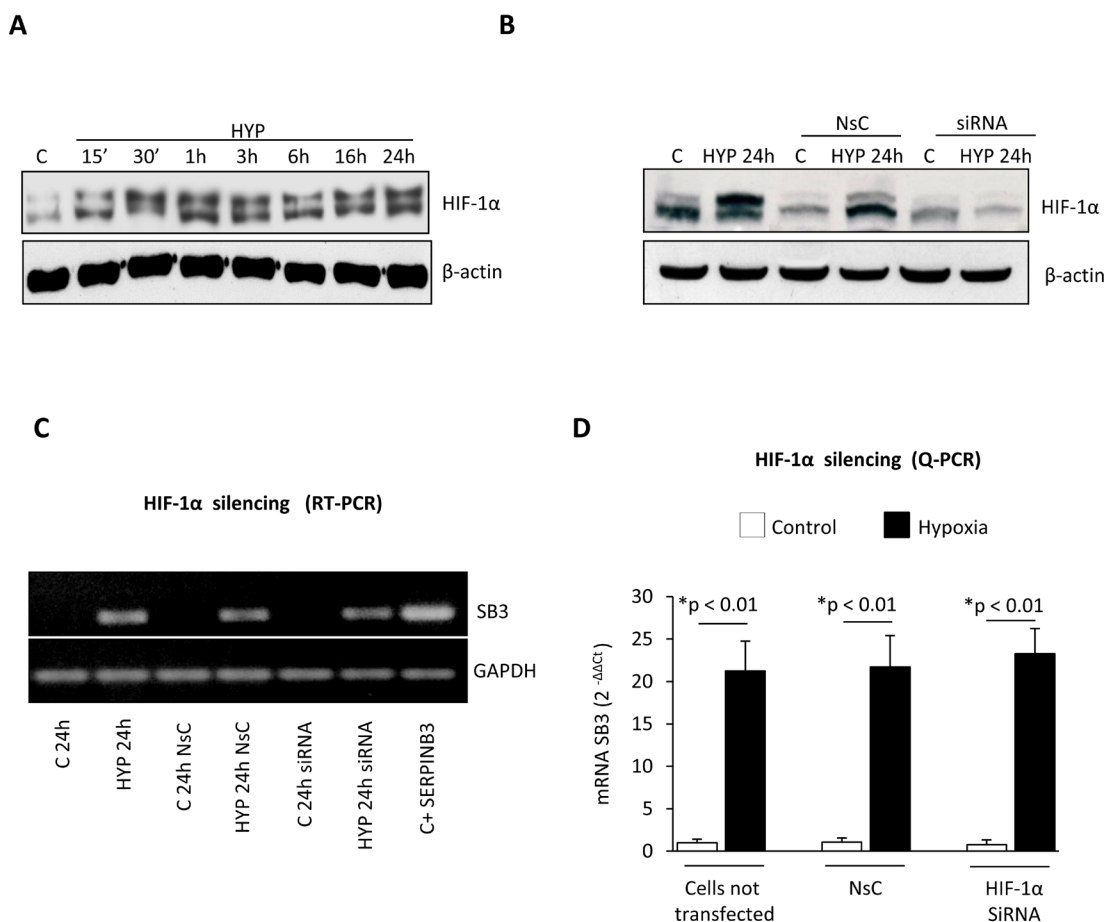 A
HYP
C 15’ 30’ 1h 3h 6h 16h 24h
HIF-1α
β-actin
B
NsC siRNA
C HYP 24h C HYP 24h C HYP 24h
HIF-1α
β-actin
C
HIF-1α silencing (RT-PCR)
SB3
GAPDH
C 24h
HYP 24h
C 24h NsC
HYP 24h NsC
C 24h siRNA
HYP 24h siRNA
C+ SERPINB3
D
HIF-1α silencing (Q-PCR)
Control Hypoxia
mRNA SB3 (2 -ΔΔCt)
30
25
20
15
10
5
0
*p < 0.01 *p < 0.01 *p < 0.01
Cells not
transfected
NsC
HIF-1α
SiRNA